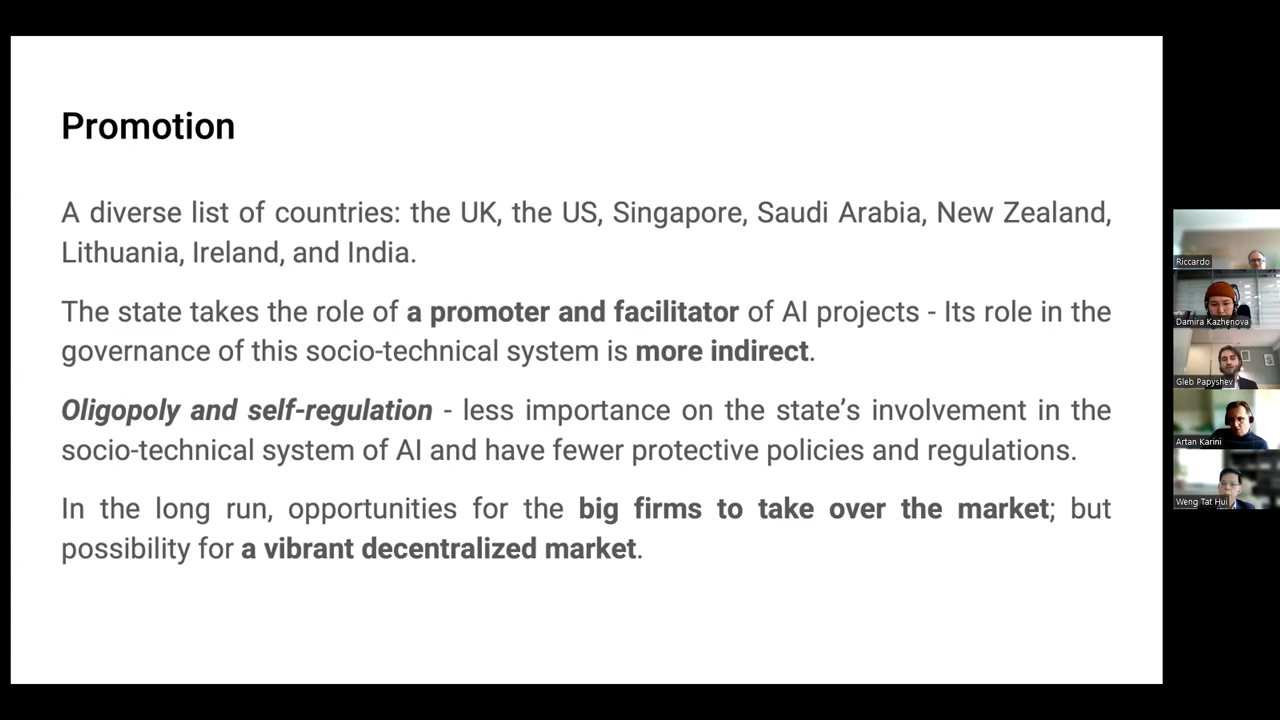 Promotion
A diverse list of countries: the UK, the US, Singapore, Saudi Arabia, New Zealand,
Lithuania, Ireland, and India.
The state takes the role of a promoter and facilitator of AI projects - Its role in the
governance of this socio-technical system is more indirect.
Oligopoly and self-regulation - less importance on the state's involvement in the
socio-technical system of AI and have fewer protective policies and regulations.
In the long run, opportunities for the big firms to take over the market; but
possibility for a vibrant decentralized market.
Riccardo
Damira Kazhenova
Gleb Papyshev
Artan Karini
Weng Tat Hui